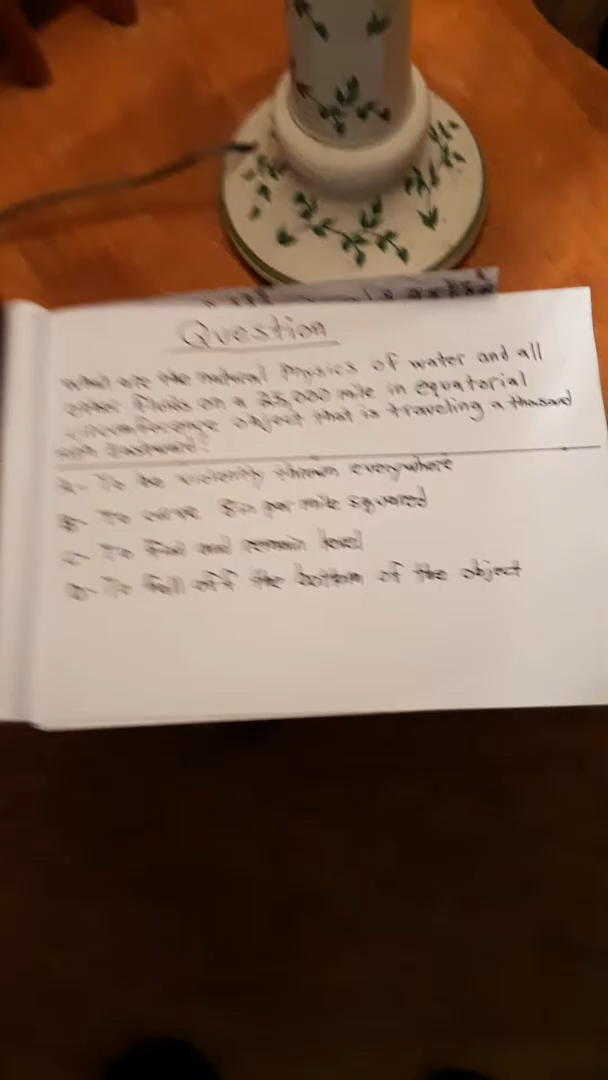 Question
What are the natural Physics of water and all
other Fluids on a 25,000 mile in equatorial
circumference object that is traveling a thousand
mph Eastward?
A- To be violently thrown everywhere
B- To curve 8in per mile squared
C- To find and remain level
D- To fall off the bottom of the object